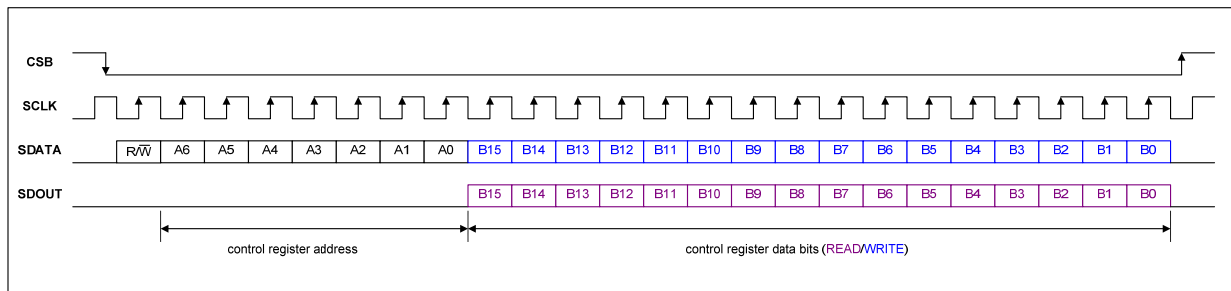 CSB
SCLK
SDATA R/W̅ A6 A5 A4 A3 A2 A1 A0 B15 B14 B13 B12 B11 B10 B9 B8 B7 B6 B5 B4 B3 B2 B1 B0
SDOUT B15 B14 B13 B12 B11 B10 B9 B8 B7 B6 B5 B4 B3 B2 B1 B0
control register address control register data bits (READ/WRITE)